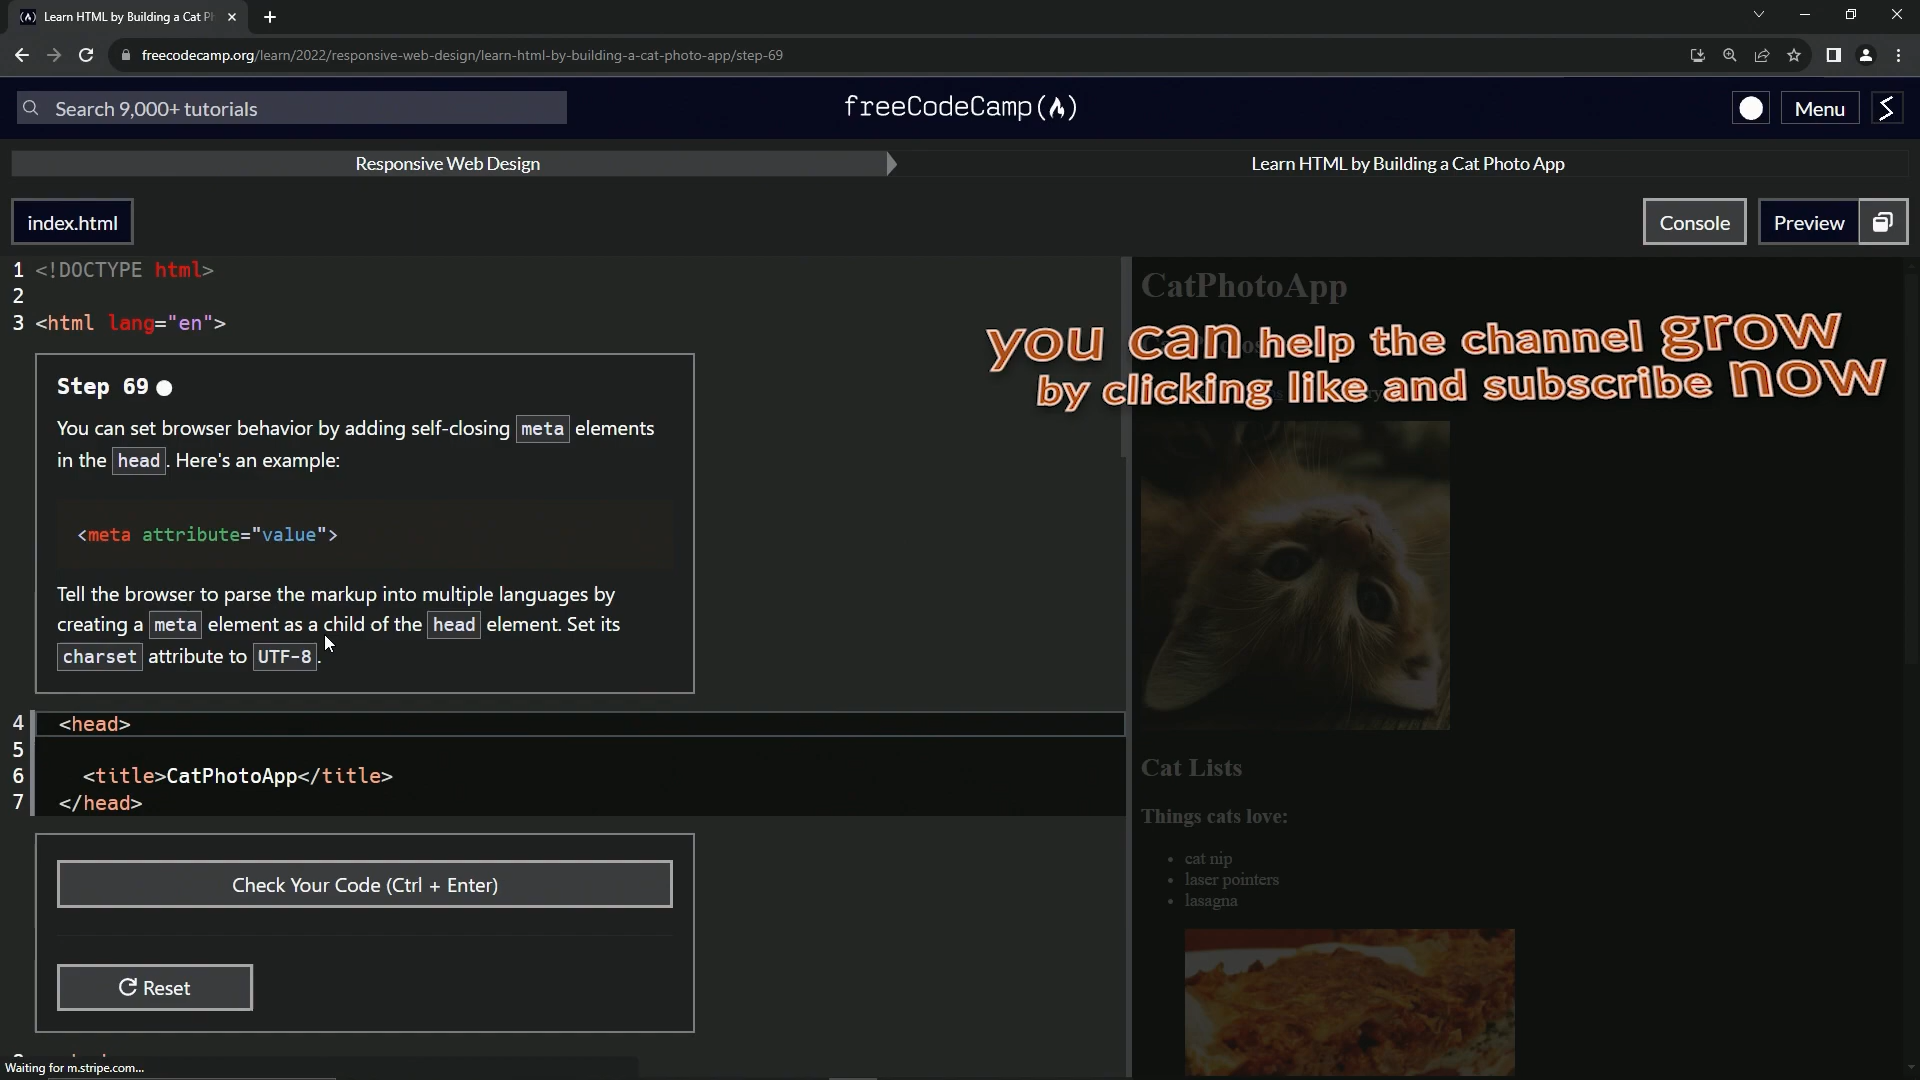 Learn HTML by Building a Cat P
freecodecamp.org/learn/2022/responsive-web-design/learn-html-by-building-a-cat-photo-app/step-69
Search 9,000+ tutorials
freeCodeCamp
Menu
Responsive Web Design
Learn HTML by Building a Cat Photo App
index.html
Console
Preview
1 <!DOCTYPE html>
2
3 <html lang="en">
Step 69
You can set browser behavior by adding self-closing meta elements
in the head. Here's an example:
<meta attribute="value">
Tell the browser to parse the markup into multiple languages by
creating a meta element as a child of the head element. Set its
charset attribute to UTF-8.
4 <head>
5
6 <title>CatPhotoApp</title>
7 </head>
Check Your Code (Ctrl + Enter)
Reset
Waiting for m.stripe.com...
CatPhotoApp
you can help the channel grow
by clicking like and subscribe now
Cat Lists
Things cats love:
• cat nip
• laser pointers
• lasagna